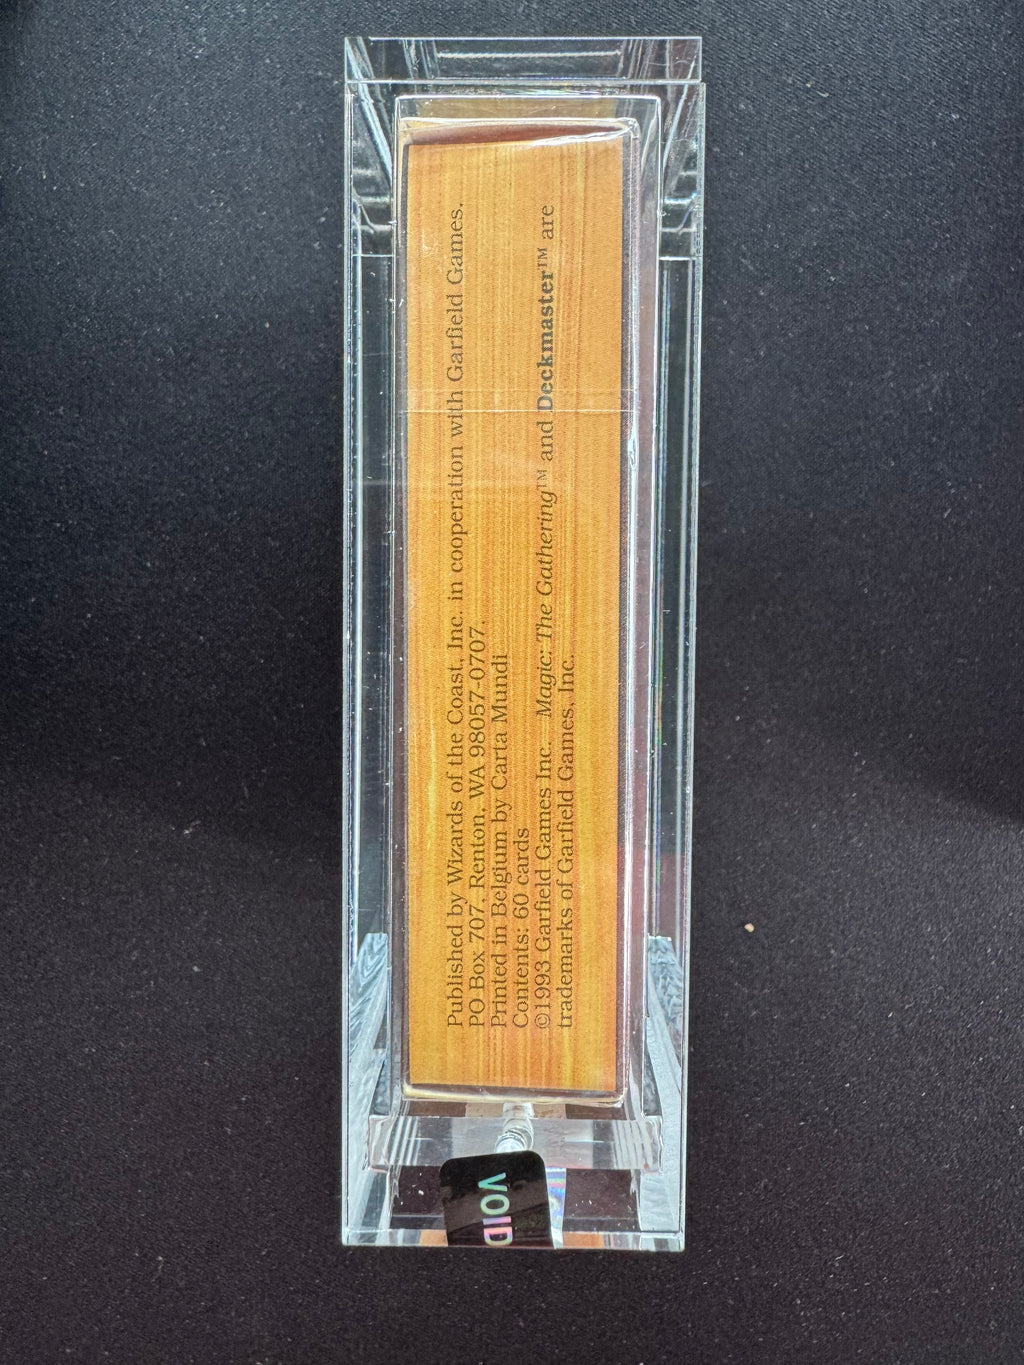 Published by Wizards of the Coast, Inc. in cooperation with Garfield Games.
PO Box 707, Renton, WA 98057-0707.
Printed in Belgium by Carta Mundi
Contents: 60 cards
©1993 Garfield Games Inc. Magic: The Gathering™ and Deckmaster™ are
trademarks of Garfield Games, Inc.
VOID